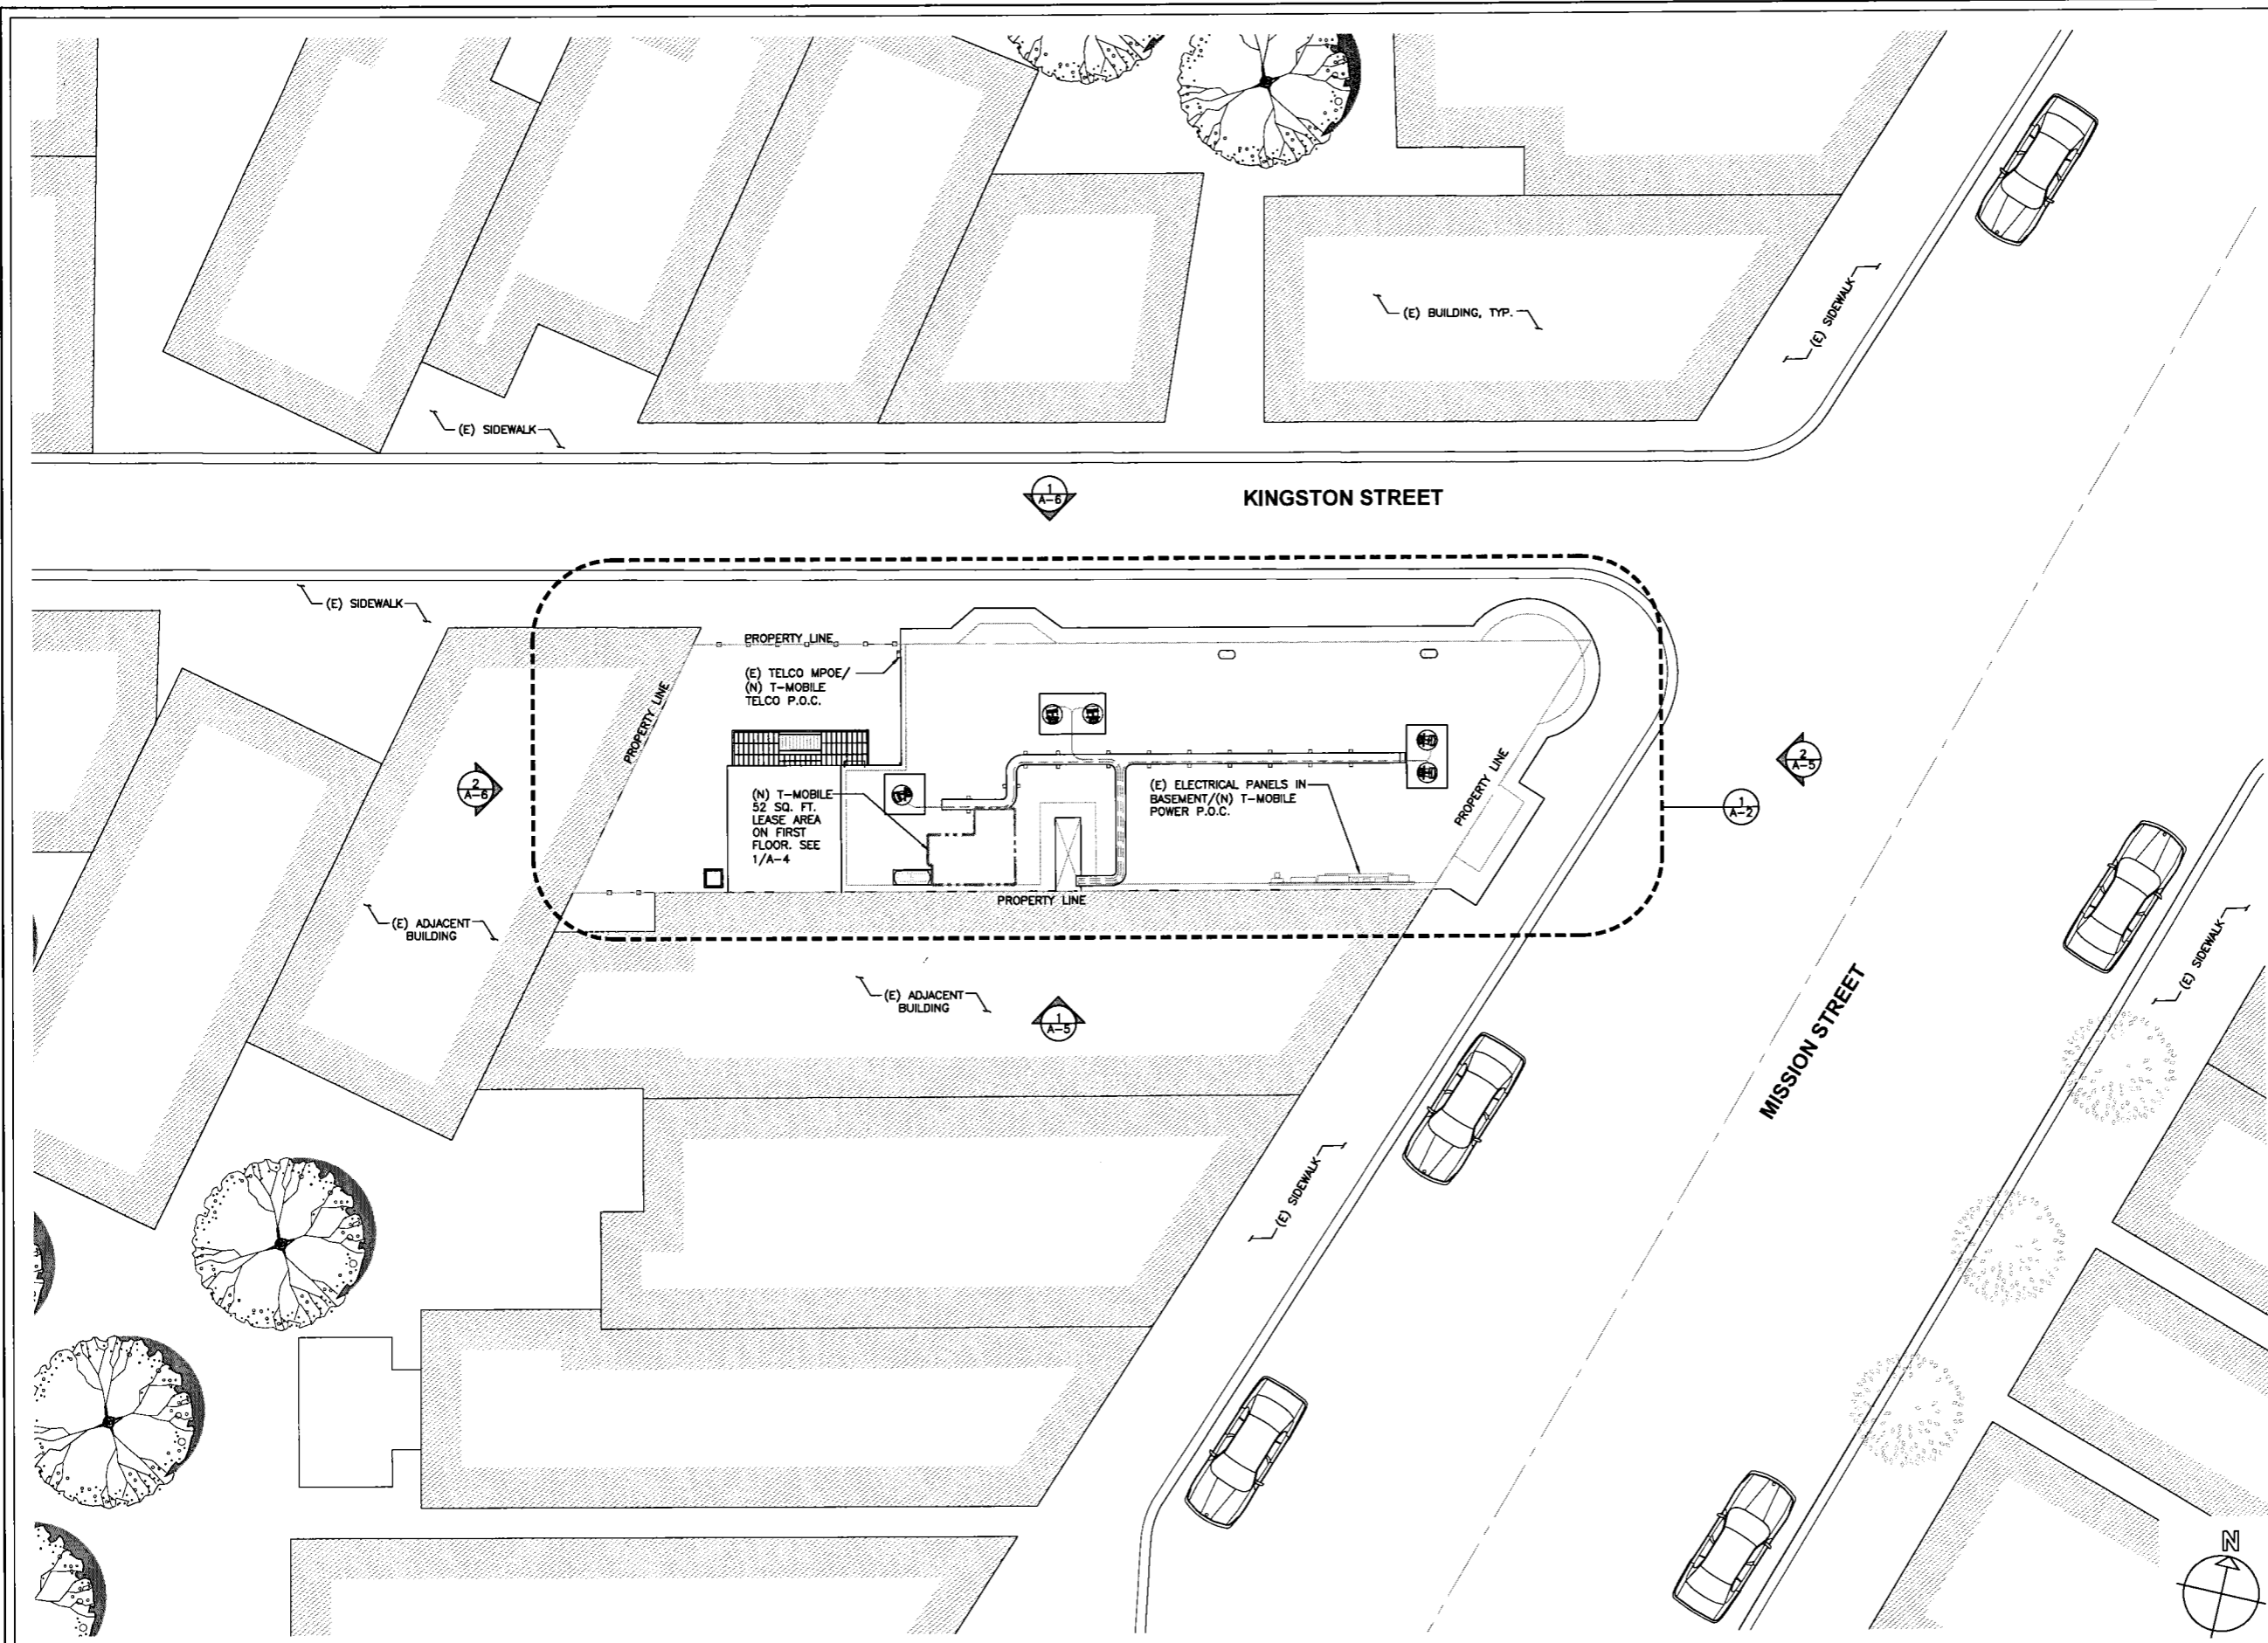 (E) BUILDING, TYP.
(E) SIDEWALK
(E) SIDEWALK
1
A-6
KINGSTON STREET
(E) SIDEWALK
PROPERTY LINE
(E) TELCO MPOE/
(N) T-MOBILE
TELCO P.O.C.
PROPERTY LINE
2
A-6
(N) T-MOBILE
52 SQ. FT.
LEASE AREA
ON FIRST
FLOOR. SEE
1/A-4
(E) ELECTRICAL PANELS IN
BASEMENT/(N) T-MOBILE
POWER P.O.C.
PROPERTY LINE
2
A-5
1
A-2
PROPERTY LINE
(E) ADJACENT
BUILDING
(E) ADJACENT
BUILDING
1
A-5
MISSION STREET
(E) SIDEWALK
(E) SIDEWALK
N